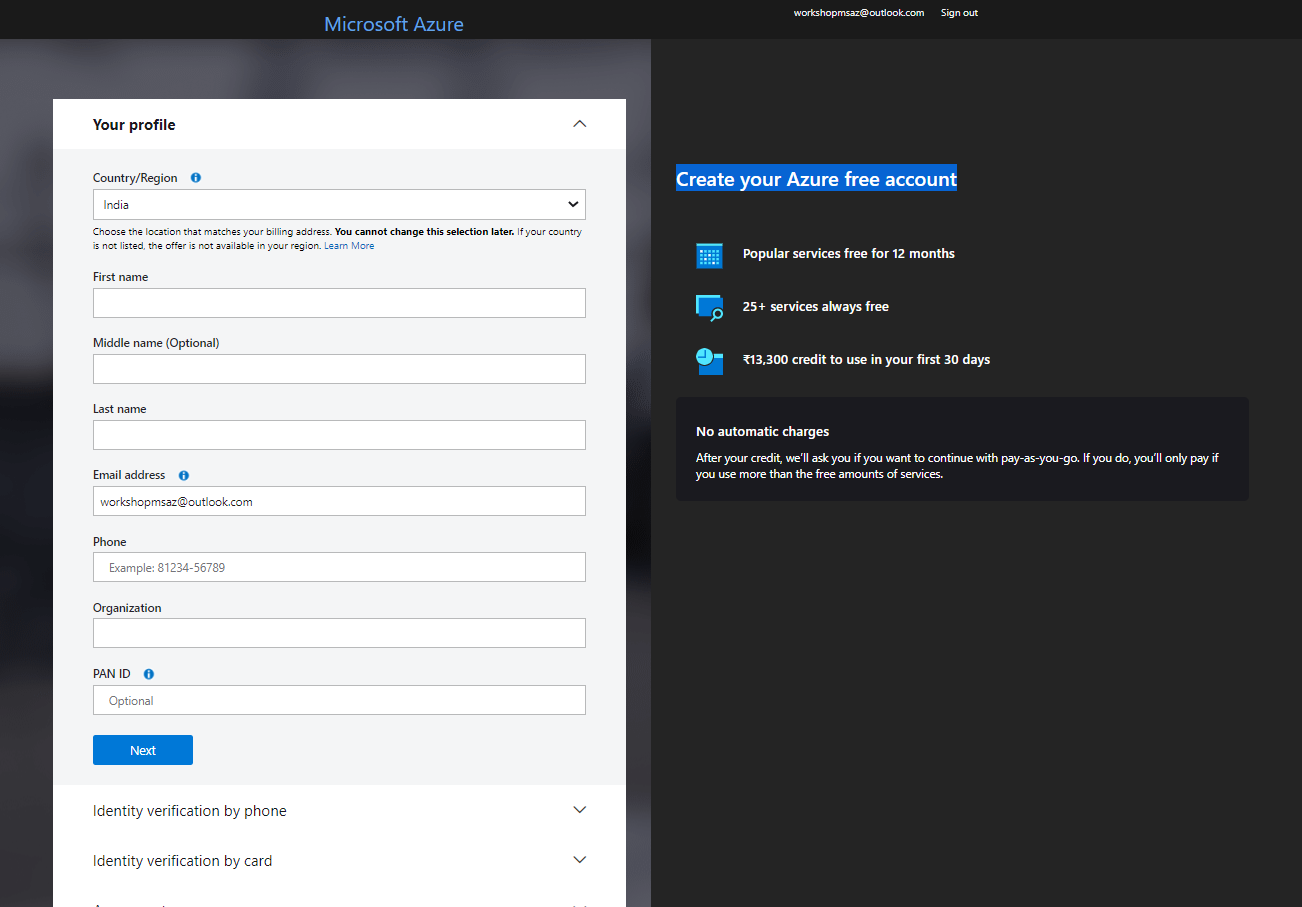 Microsoft Azure
workshopmsaz@outlook.com Sign out
Your profile
Country/Region
India
Choose the location that matches your billing address. You cannot change this selection later. If your country
is not listed, the offer is not available in your region. Learn More
First name
Middle name (Optional)
Last name
Email address
workshopmsaz@outlook.com
Phone
Example: 81234-56789
Organization
PAN ID
Optional
Next
Identity verification by phone
Identity verification by card
Create your Azure free account
Popular services free for 12 months
25+ services always free
₹13,300 credit to use in your first 30 days
No automatic charges
After your credit, we’ll ask you if you want to continue with pay-as-you-go. If you do, you’ll only pay if
you use more than the free amounts of services.